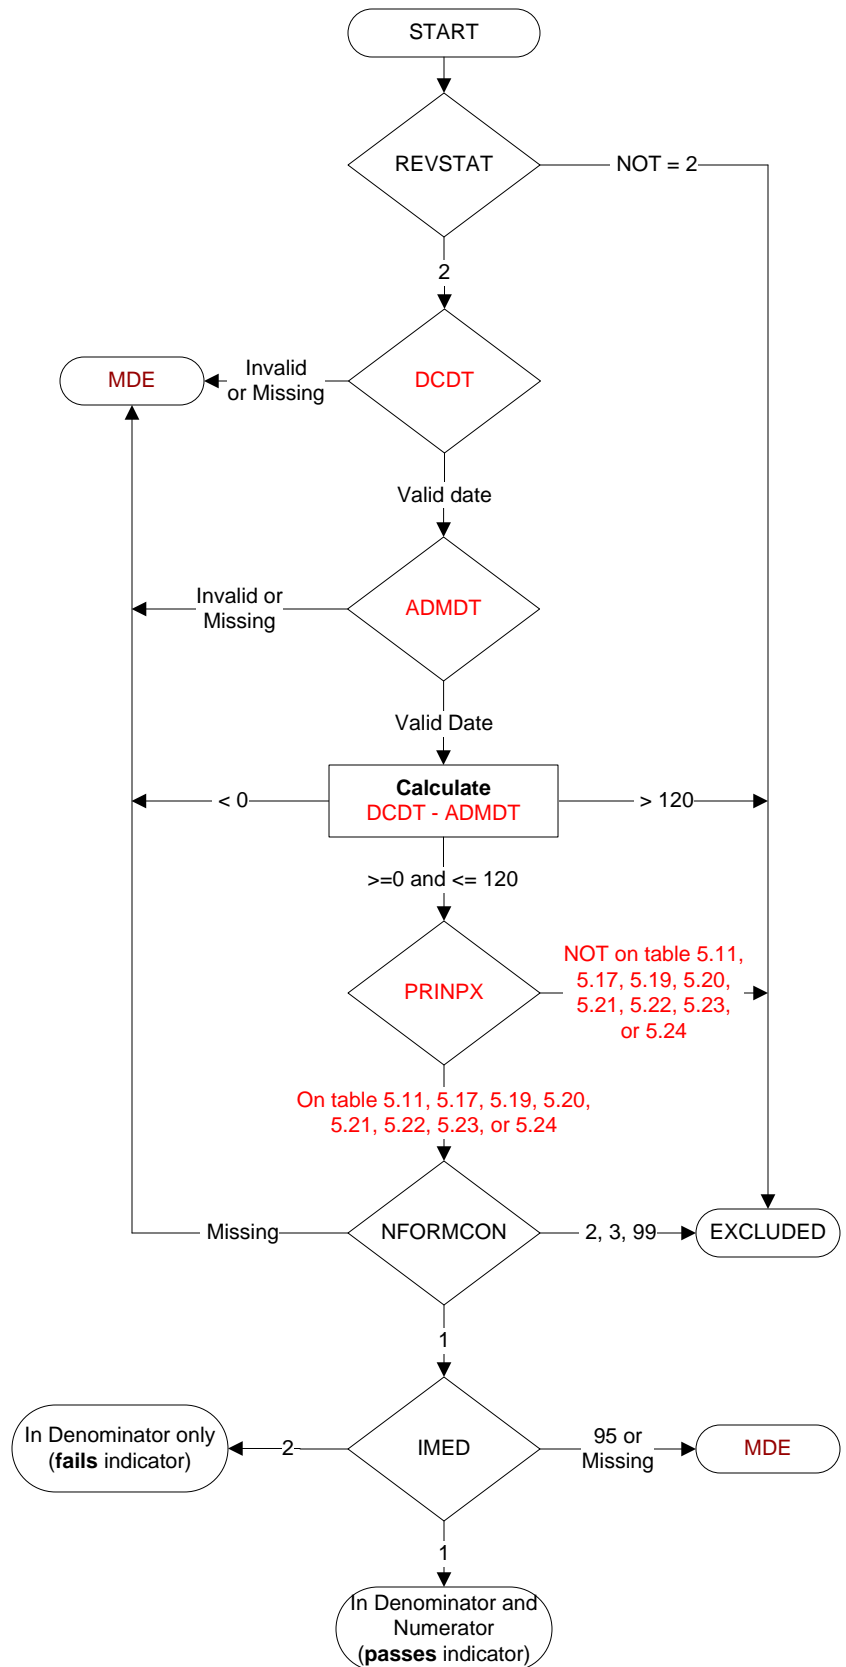 START
REVSTAT
NOT = 2
2
MDE
Invalid
or Missing
DCDT
Valid date
Invalid or
Missing
ADMDT
Valid Date
< 0
Calculate
DCDT - ADMDT
> 120
>=0 and <= 120
PRINPX
NOT on table 5.11,
5.17, 5.19, 5.20,
5.21, 5.22, 5.23,
or 5.24
On table 5.11, 5.17, 5.19, 5.20,
5.21, 5.22, 5.23, or 5.24
Missing
NFORMCON
2, 3, 99
EXCLUDED
1
In Denominator only
(fails indicator)
2
IMED
95 or
Missing
MDE
1
In Denominator and
Numerator
(passes indicator)